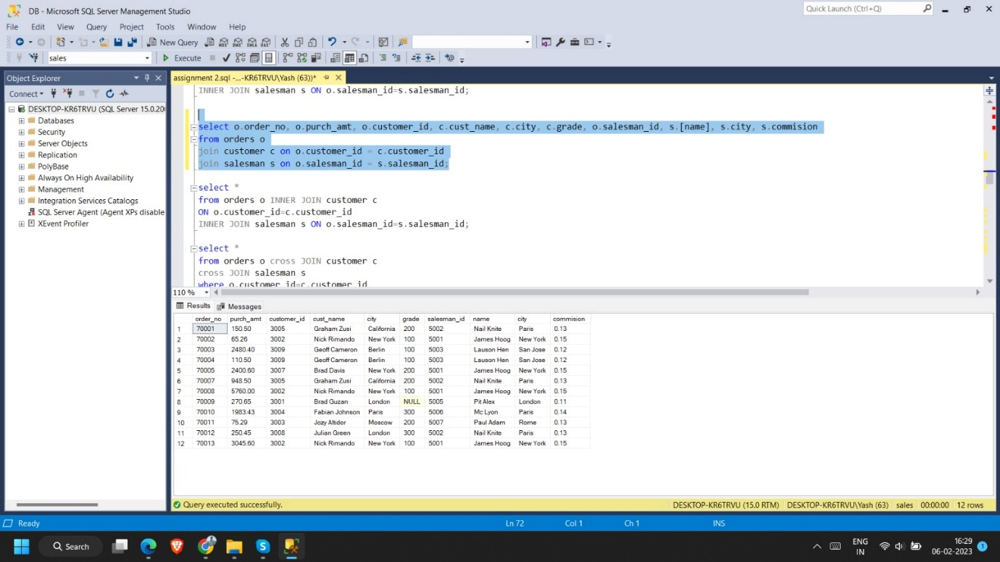 DB - Microsoft SQL Server Management Studio
Quick Launch (Ctrl+Q)
File Edit View Query Project Tools Window Help
New Query
sales Execute
Object Explorer
assignment 2.sql -...-KR6TRVU\Yash (63))*
Connect
DESKTOP-KR6TRVU (SQL Server 15.0.200
Databases
Security
Server Objects
Replication
PolyBase
Always On High Availability
Management
Integration Services Catalogs
SQL Server Agent (Agent XPs disable
XEvent Profiler
INNER JOIN salesman s ON o.salesman_id=s.salesman_id;
select o.order_no, o.purch_amt, o.customer_id, c.cust_name, c.city, c.grade, o.salesman_id, s.[name], s.city, s.commision
from orders o
join customer c on o.customer_id = c.customer_id
join salesman s on o.salesman_id = s.salesman_id;
select *
from orders o INNER JOIN customer c
ON o.customer_id=c.customer_id
INNER JOIN salesman s ON o.salesman_id=s.salesman_id;
select *
from orders o cross JOIN customer c
cross JOIN salesman s
where o.customer_id=c.customer_id
110 %
Results Messages
order_no purch_amt customer_id cust_name city grade salesman_id name city commision
1 70001 150.50 3005 Graham Zusi California 200 5002 Nail Knite Paris 0.13
2 70002 65.26 3002 Nick Rimando New York 100 5001 James Hoog New York 0.15
3 70003 2480.40 3009 Geoff Cameron Berlin 100 5003 Lauson Hen San Jose 0.12
4 70004 110.50 3009 Geoff Cameron Berlin 100 5003 Lauson Hen San Jose 0.12
5 70005 2400.60 3007 Brad Davis New York 200 5001 James Hoog New York 0.15
6 70007 948.50 3005 Graham Zusi California 200 5002 Nail Knite Paris 0.13
7 70008 5760.00 3002 Nick Rimando New York 100 5001 James Hoog New York 0.15
8 70009 270.65 3001 Brad Guzan London NULL 5005 Pit Alex London 0.11
9 70010 1983.43 3004 Fabian Johnson Paris 300 5006 Mc Lyon Paris 0.14
10 70011 75.29 3003 Jozy Altidor Moscow 200 5007 Paul Adam Rome 0.13
11 70012 250.45 3008 Julian Green London 300 5002 Nail Knite Paris 0.13
12 70013 3045.60 3002 Nick Rimando New York 100 5001 James Hoog New York 0.15
Query executed successfully. DESKTOP-KR6TRVU (15.0 RTM) DESKTOP-KR6TRVU\Yash (63) sales 00:00:00 12 rows
Ready Ln 72 Col 1 Ch 1 INS
Search
ENG
IN
16:29
06-02-2023
1